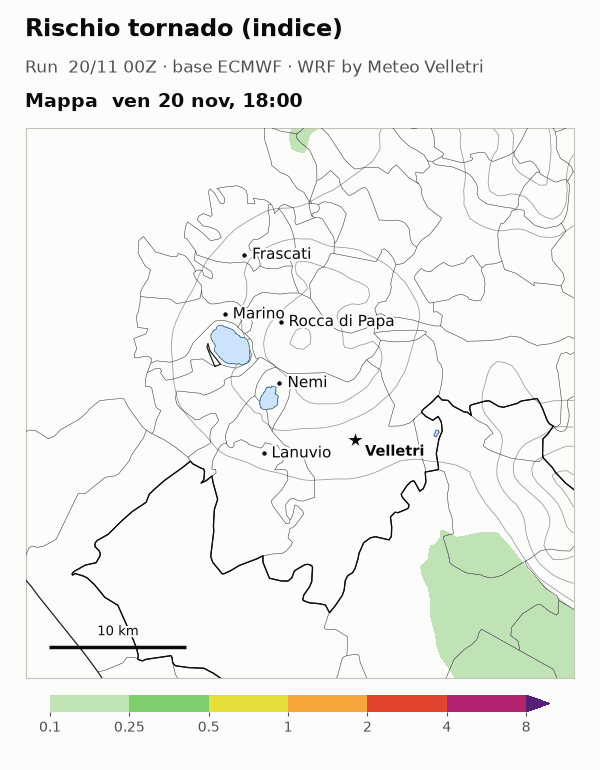 Rischio tornado (indice)
Run  20/11 00Z · base ECMWF · WRF by Meteo Velletri
Mappa  ven 20 nov, 18:00
Frascati
Marino
Rocca di Papa
Nemi
Velletri
Lanuvio
10 km
0.1 0.25 0.5 1 2 4 8